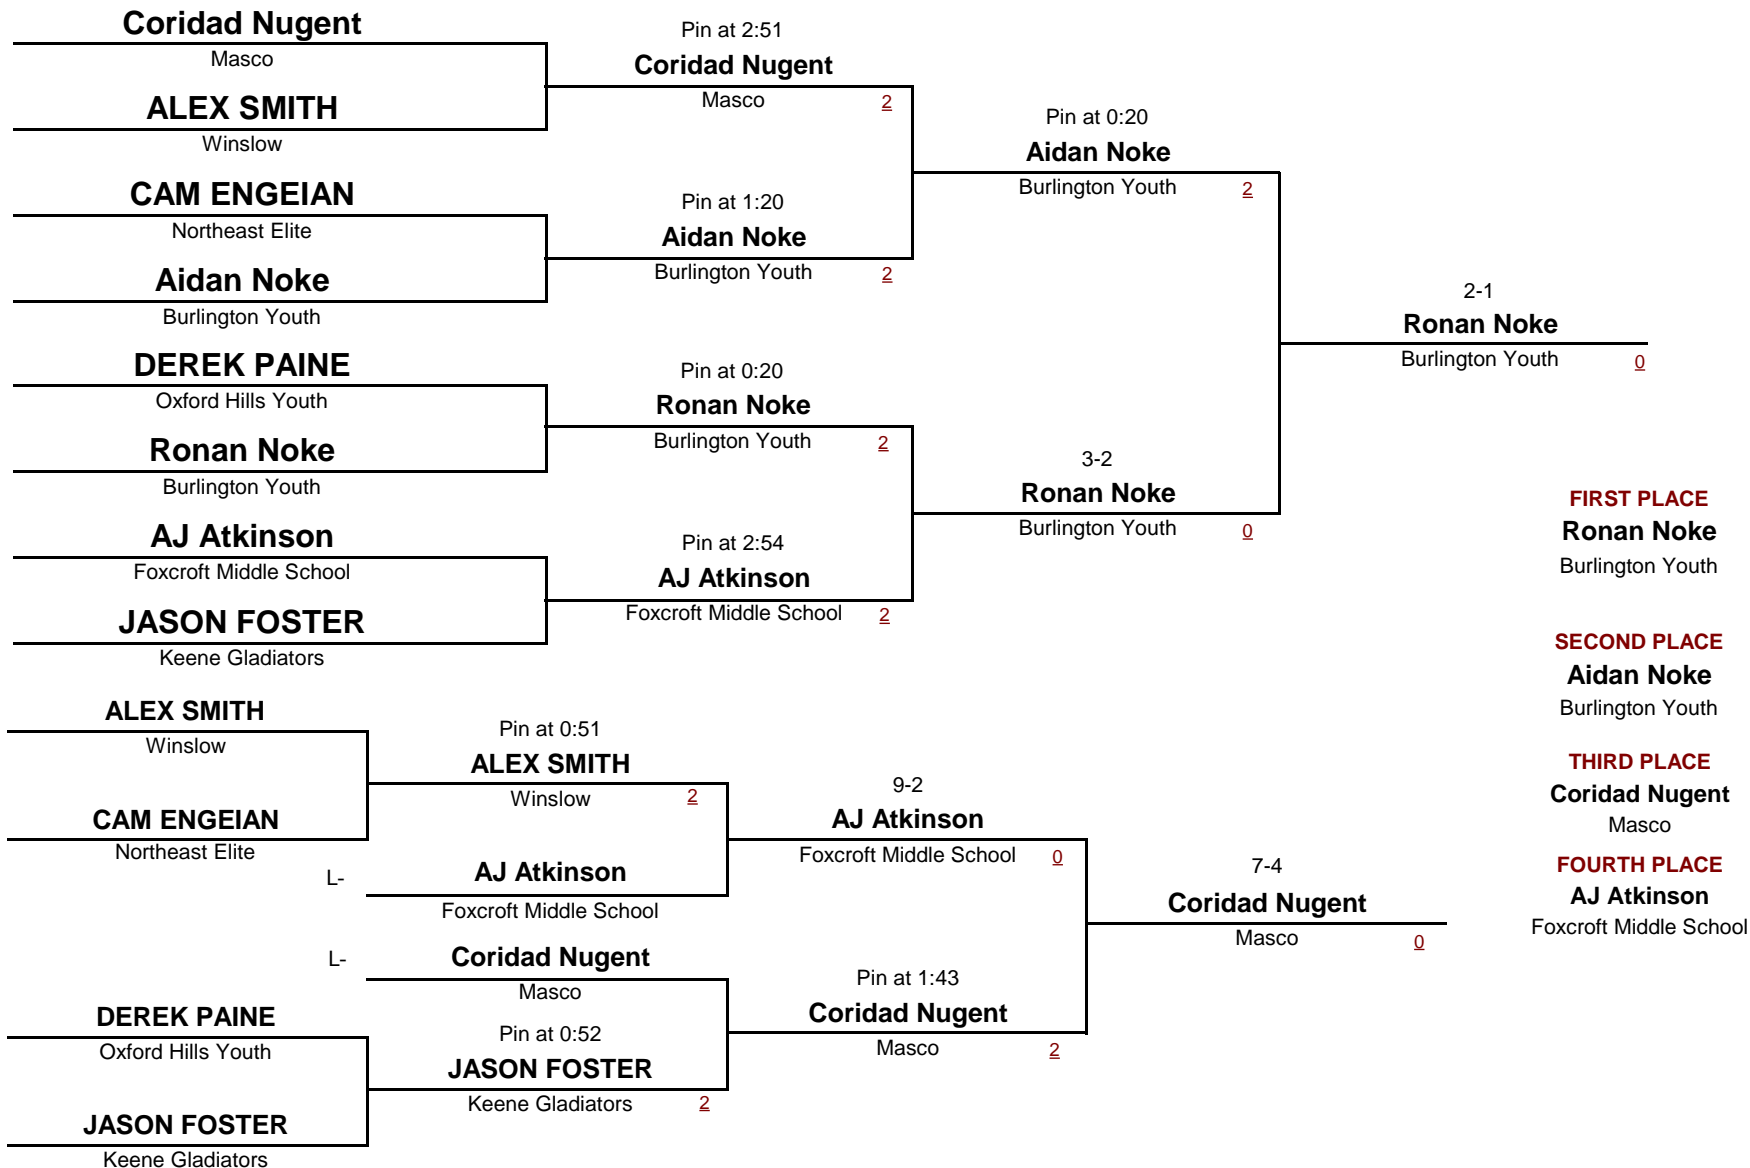 Coridad Nugent
Masco
ALEX SMITH
Winslow
CAM ENGEIAN
Northeast Elite
Aidan Noke
Burlington Youth
DEREK PAINE
Oxford Hills Youth
Ronan Noke
Burlington Youth
AJ Atkinson
Foxcroft Middle School
JASON FOSTER
Keene Gladiators
Pin at 2:51
Coridad Nugent
Masco 2
Pin at 1:20
Aidan Noke
Burlington Youth 2
Pin at 0:20
Ronan Noke
Burlington Youth 2
Pin at 2:54
AJ Atkinson
Foxcroft Middle School 2
Pin at 0:20
Aidan Noke
Burlington Youth 2
3-2
Ronan Noke
Burlington Youth 0
2-1
Ronan Noke
Burlington Youth 0
FIRST PLACE
Ronan Noke
Burlington Youth
SECOND PLACE
Aidan Noke
Burlington Youth
THIRD PLACE
Coridad Nugent
Masco
FOURTH PLACE
AJ Atkinson
Foxcroft Middle School
ALEX SMITH
Winslow
CAM ENGEIAN
Northeast Elite
DEREK PAINE
Oxford Hills Youth
JASON FOSTER
Keene Gladiators
Pin at 0:51
ALEX SMITH
Winslow 2
L- AJ Atkinson
Foxcroft Middle School
L- Coridad Nugent
Masco
Pin at 0:52
JASON FOSTER
Keene Gladiators 2
9-2
AJ Atkinson
Foxcroft Middle School 0
Pin at 1:43
Coridad Nugent
Masco 2
7-4
Coridad Nugent
Masco 0